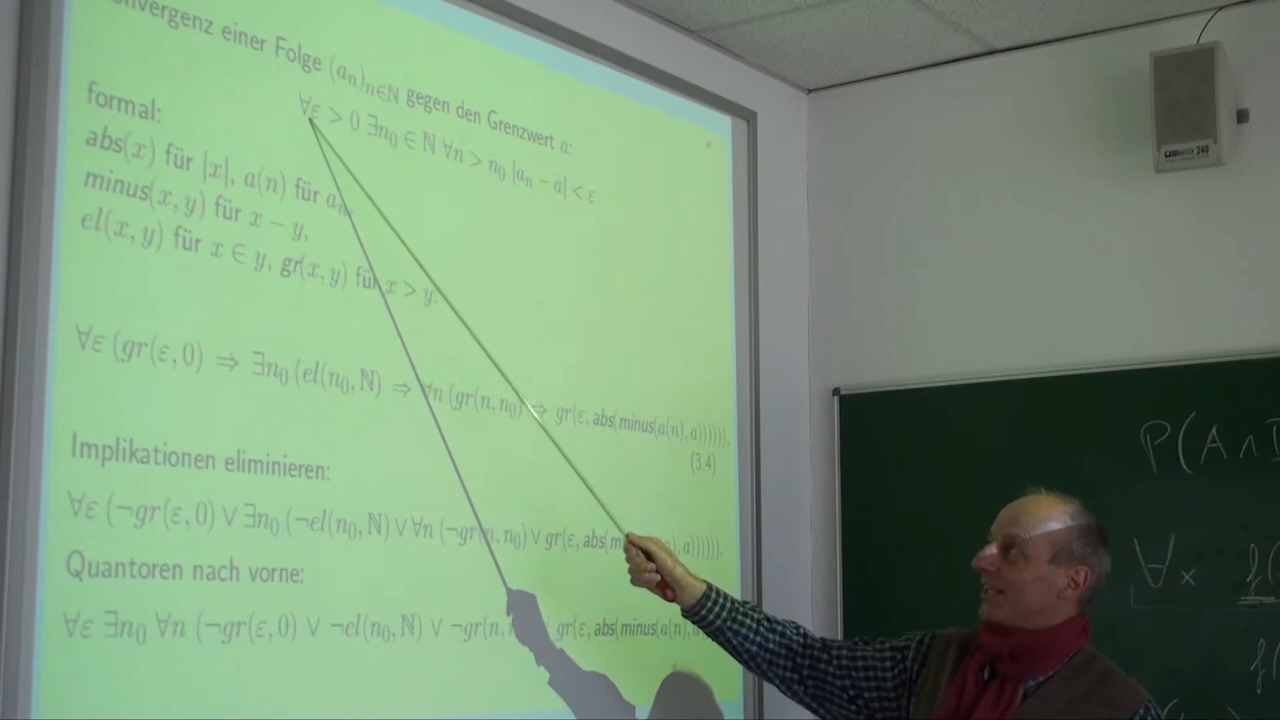 einer Folge (aₙ)ₙ∈ℕ gegen den Grenzwert a:
∀ε > 0 ∃n₀ ∈ ℕ ∀n > n₀ |aₙ − a| < ε
formal:
abs(x) für |x|, a(n) für aₙ,
minus(x, y) für x − y,
el(x, y) für x ∈ y, gr(x, y) für x > y.
∀ε (gr(ε, 0) ⇒ ∃n₀ (el(n₀, ℕ) ⇒ ∀n (gr(n, n₀) ⇒ gr(ε, abs(minus(a(n), a)))))),
(3.4)
Implikationen eliminieren:
∀ε (¬gr(ε, 0) ∨ ∃n₀ (¬el(n₀, ℕ) ∨ ∀n (¬gr(n, n₀) ∨ gr(ε, abs(m), a))))).
Quantoren nach vorne:
∀ε ∃n₀ ∀n (¬gr(ε, 0) ∨ ¬el(n₀, ℕ) ∨ ¬gr(n, gr(ε, abs(minus(a(n),
240
P(A ∧
∀x f(
f(